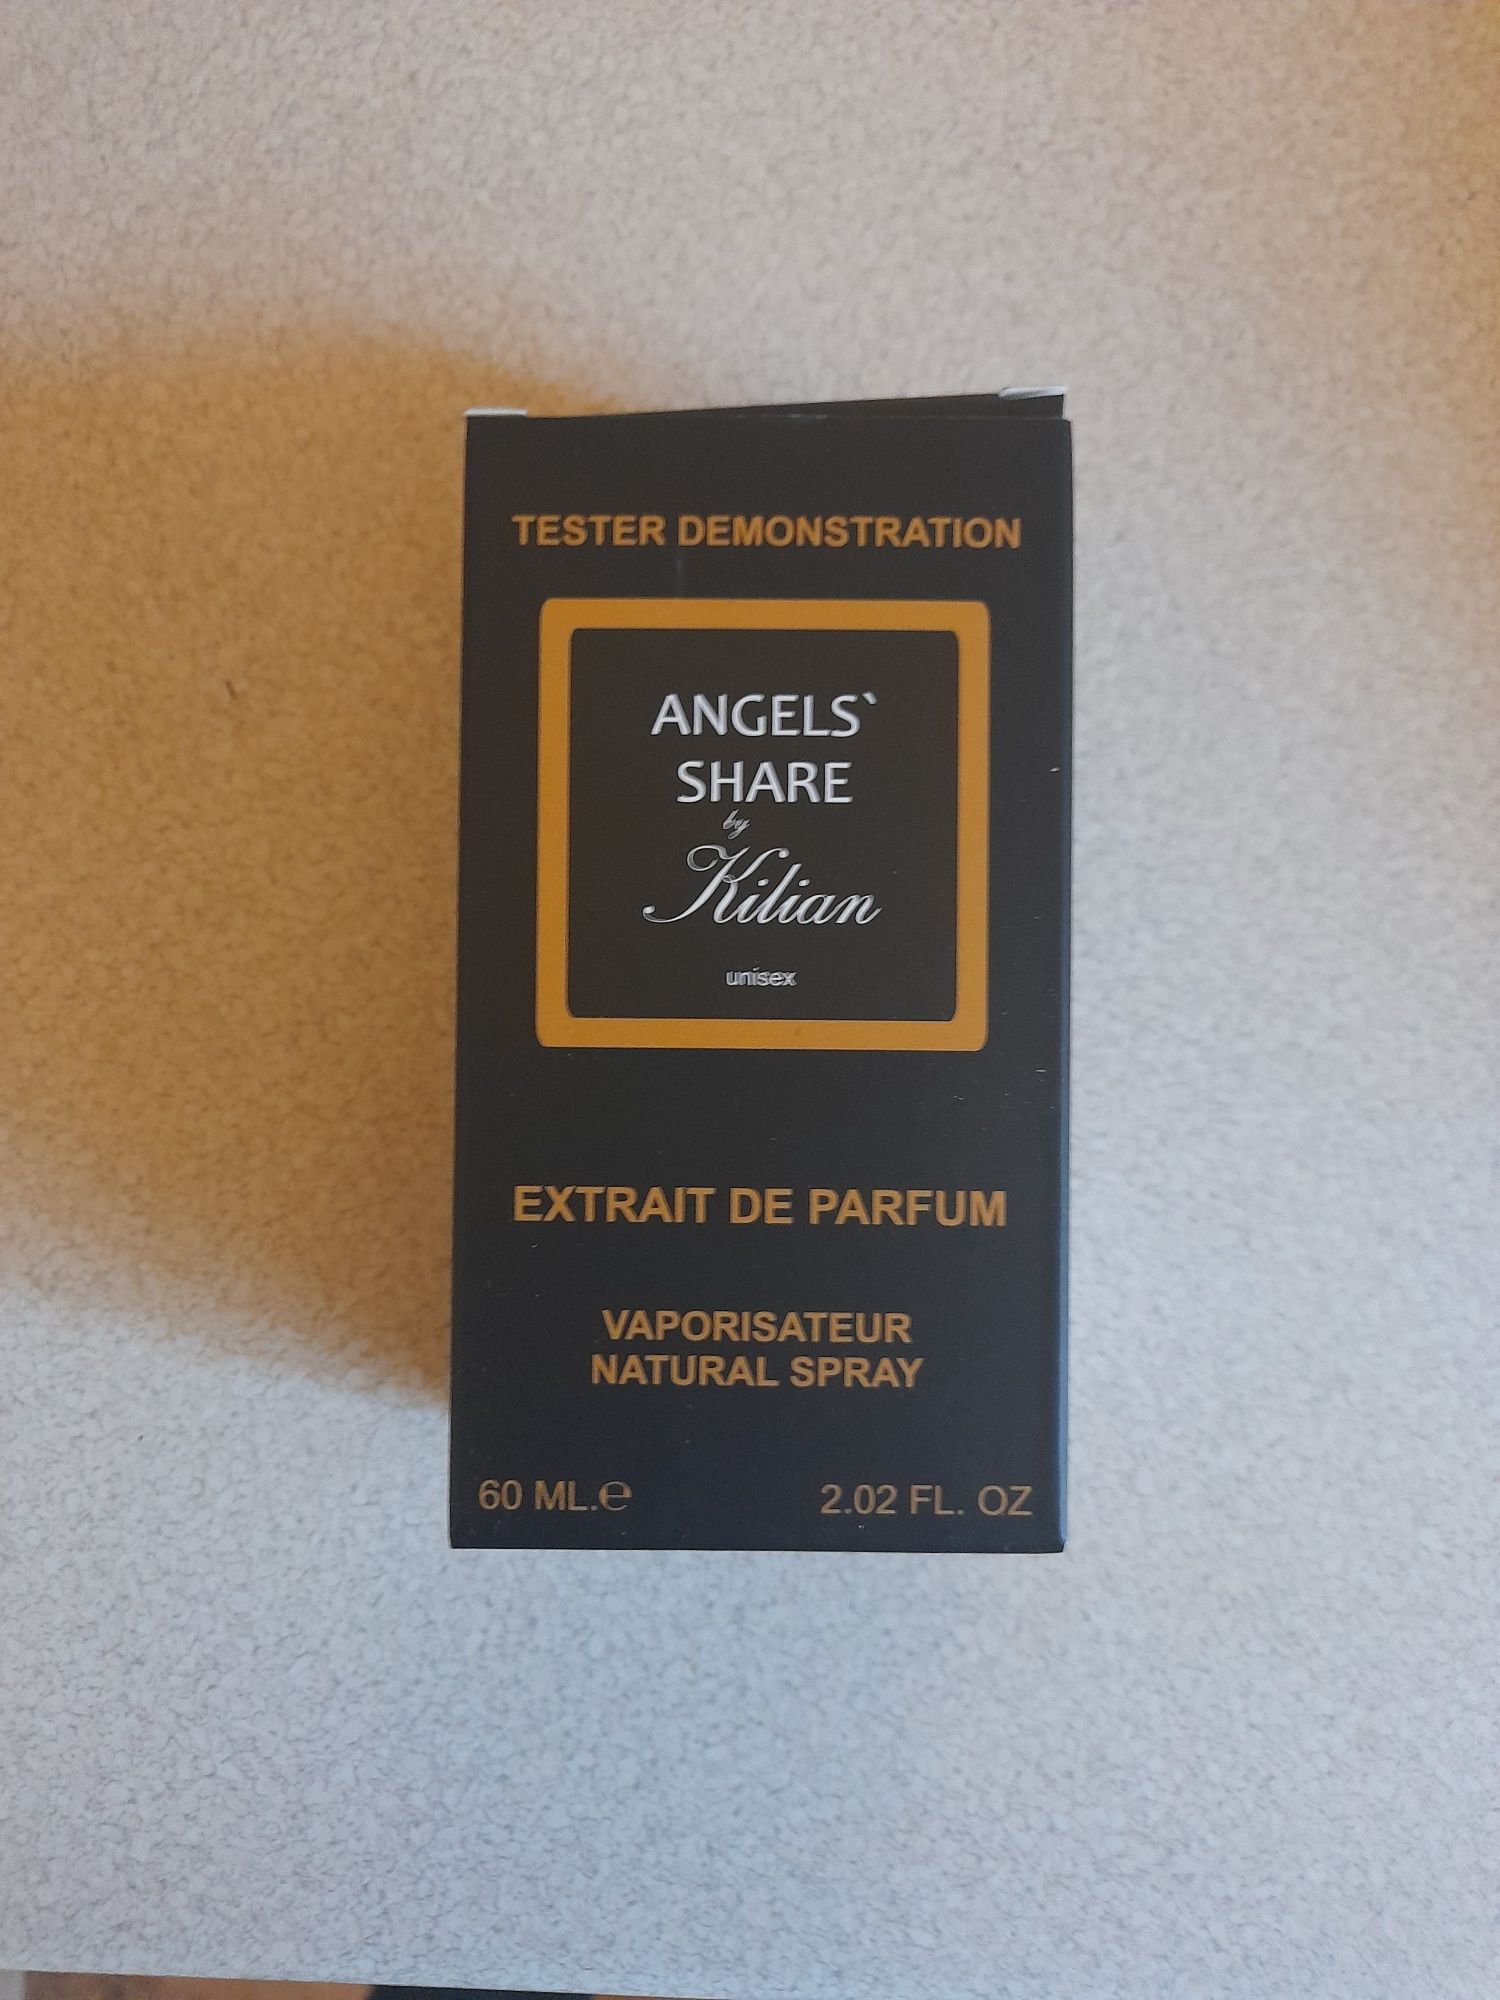 TESTER DEMONSTRATION
ANGELS`
SHARE
by
Kilian
unisex
EXTRAIT DE PARFUM
VAPORISATEUR
NATURAL SPRAY
60 ML.℮
2.02 FL. OZ